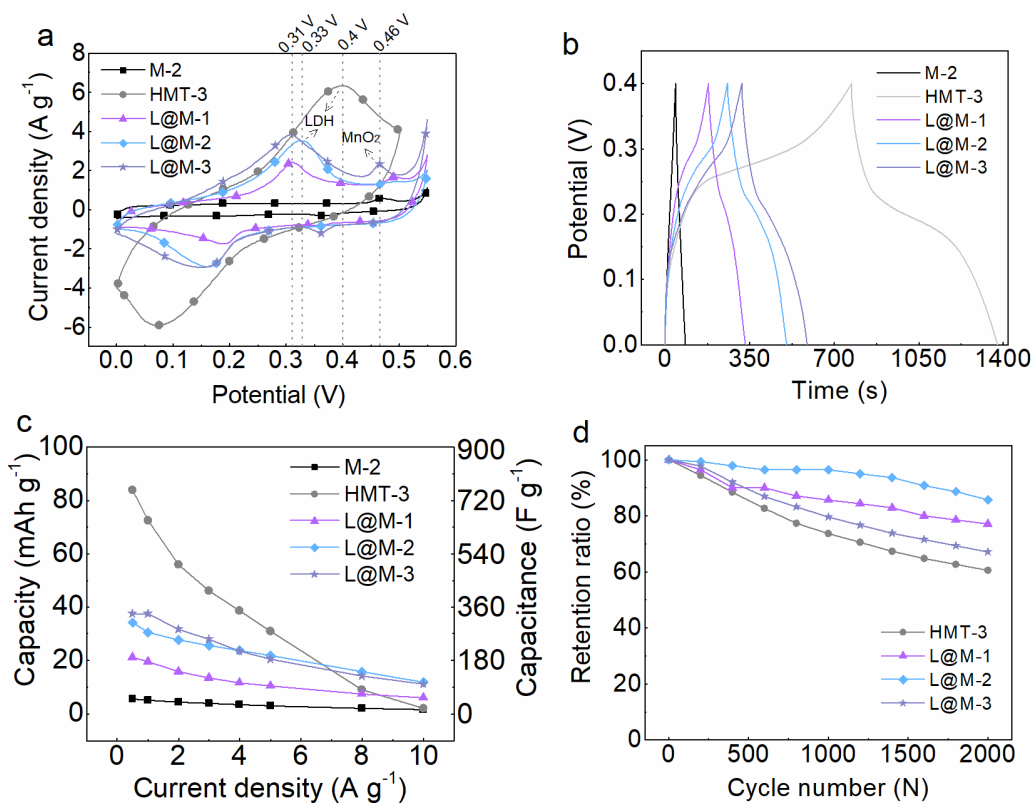 a
0.31 V
0.33 V
0.4 V
0.46 V
8
6
4
2
0
-2
-4
-6
Current density (A g⁻¹)
M-2
HMT-3
L@M-1
L@M-2
L@M-3
LDH
MnO₂
0.0 0.1 0.2 0.3 0.4 0.5 0.6
Potential (V)
b
0.4
0.3
0.2
0.1
0.0
Potential (V)
M-2
HMT-3
L@M-1
L@M-2
L@M-3
0 350 700 1050 1400
Time (s)
c
100
80
60
40
20
0
Capacity (mAh g⁻¹)
M-2
HMT-3
L@M-1
L@M-2
L@M-3
900
720
540
360
180
0
Capacitance (F g⁻¹)
0 2 4 6 8 10
Current density (A g⁻¹)
d
100
80
60
40
20
0
Retention ratio (%)
HMT-3
L@M-1
L@M-2
L@M-3
0 500 1000 1500 2000
Cycle number (N)